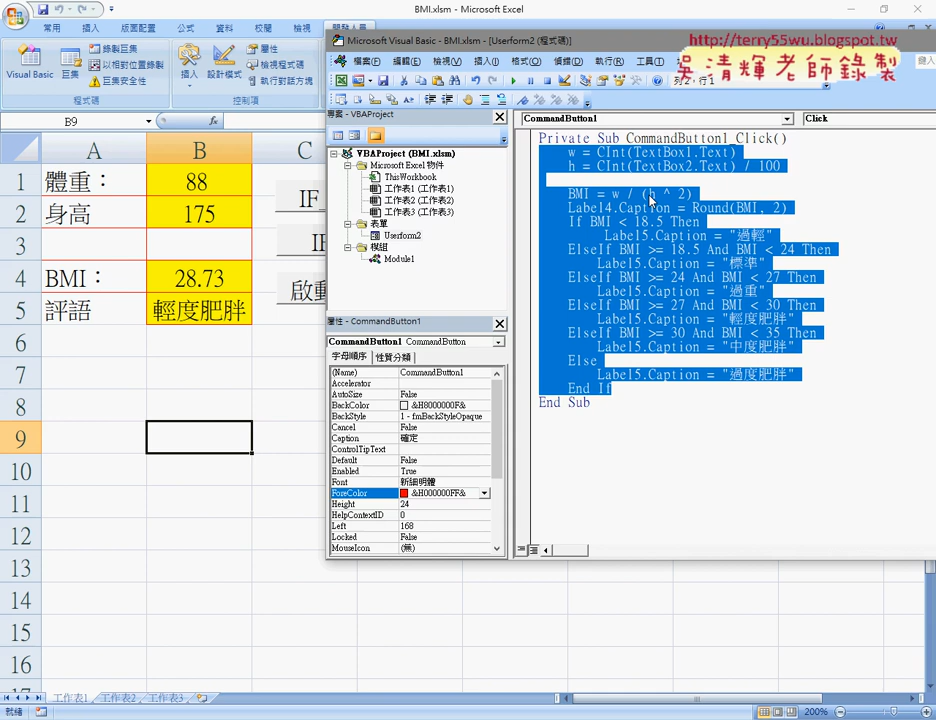 BMI.xlsm - Microsoft Excel
常用 插入 版面配置 公式 資料 校閱 檢視 開發人員
Visual Basic
巨集
錄製巨集
以相對位置錄製
巨集安全性
程式碼
插入
設計模式
屬性
檢視程式碼
執行對話方塊
控制項
B9
fx
A B C
1 體重： 88
2 身高 175
3
4 BMI： 28.73
5 評語 輕度肥胖
6
7
8
9
10
11
12
13
14
15
16
17
IF
啟動
Microsoft Visual Basic - BMI.xlsm - [Userform2 (程式碼)]
http://terry55wu.blogspot.tw
吳清輝老師錄製
檔案(F) 編輯(E) 檢視(V) 插入(I) 格式(O) 偵錯(D) 執行(R) 工具(T)
專案 - VBAProject
VBAProject (BMI.xlsm)
Microsoft Excel 物件
ThisWorkbook
工作表1 (工作表1)
工作表2 (工作表2)
工作表3 (工作表3)
表單
Userform2
模組
Module1
屬性 - CommandButton1
CommandButton1 CommandButton
字母順序 性質分類
(Name) CommandButton1
Accelerator
AutoSize False
BackColor &H8000000F&
BackStyle 1 - fmBackStyleOpaque
Cancel False
Caption 確定
ControlTipText
Default False
Enabled True
Font 新細明體
ForeColor &H000000FF&
Height 24
HelpContextID 0
Left 168
Locked False
MouseIcon (無)
CommandButton1 Click
Private Sub CommandButton1_Click()
w = CInt(TextBox1.Text)
h = CInt(TextBox2.Text) / 100
BMI = w / (h ^ 2)
Label4.Caption = Round(BMI, 2)
If BMI < 18.5 Then
Label5.Caption = "過輕"
ElseIf BMI >= 18.5 And BMI < 24 Then
Label5.Caption = "標準"
ElseIf BMI >= 24 And BMI < 27 Then
Label5.Caption = "過重"
ElseIf BMI >= 27 And BMI < 30 Then
Label5.Caption = "輕度肥胖"
ElseIf BMI >= 30 And BMI < 35 Then
Label5.Caption = "中度肥胖"
Else
Label5.Caption = "過度肥胖"
End If
End Sub
工作表1 工作表2 工作表3
就緒
200%